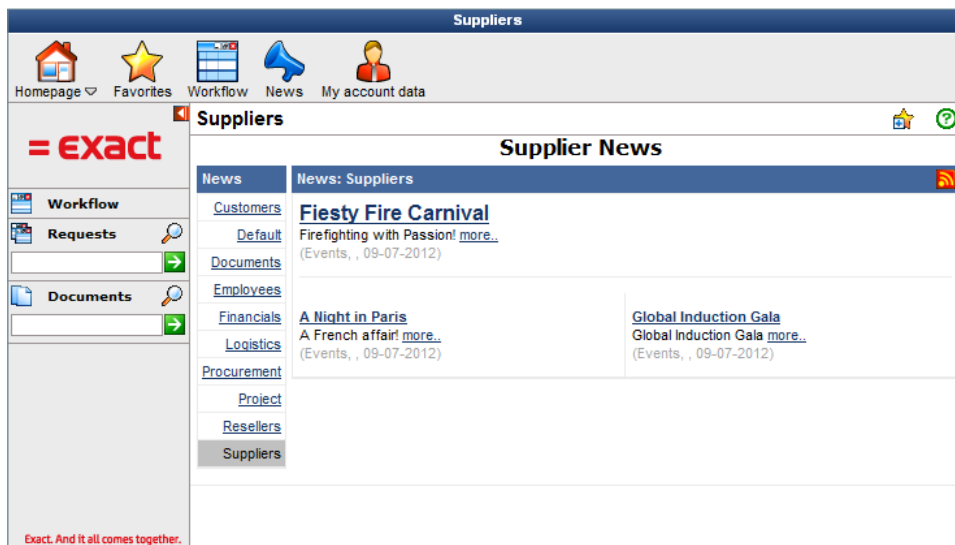 Suppliers
Homepage Favorites Workflow News My account data
= exact
Workflow
Requests
Documents
Exact. And it all comes together.
Suppliers
Supplier News
News
Customers
Default
Documents
Employees
Financials
Logistics
Procurement
Project
Resellers
Suppliers
News: Suppliers
Fiesty Fire Carnival
Firefighting with Passion! more..
(Events, , 09-07-2012)
A Night in Paris
A French affair! more..
(Events, , 09-07-2012)
Global Induction Gala
Global Induction Gala more..
(Events, , 09-07-2012)